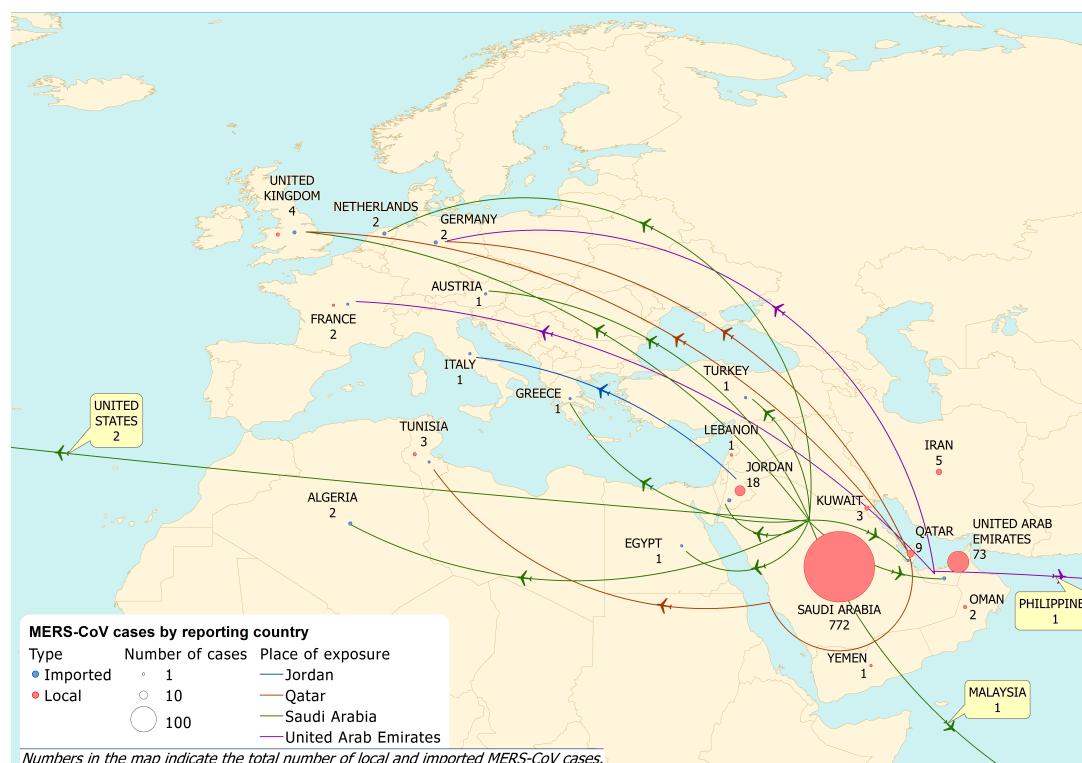 UNITED
KINGDOM
4
NETHERLANDS
2
GERMANY
2
AUSTRIA
1
FRANCE
2
ITALY
1
GREECE
1
TURKEY
1
UNITED
STATES
2
TUNISIA
3
LEBANON
1
JORDAN
18
IRAN
5
ALGERIA
2
KUWAIT
3
EGYPT
1
QATAR
9
UNITED ARAB
EMIRATES
73
SAUDI ARABIA
772
OMAN
2
PHILIPPINE
1
YEMEN
1
MALAYSIA
1
MERS-CoV cases by reporting country
Type
Number of cases
Place of exposure
Imported
Local
1
10
100
Jordan
Qatar
Saudi Arabia
United Arab Emirates
Numbers in the map indicate the total number of local and imported MERS-CoV cases.